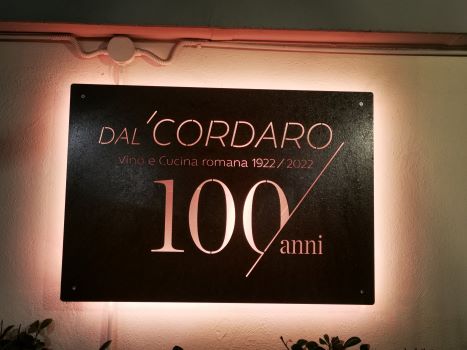 DAL 'CORDARO
Vino e Cucina romana 1922/2022
100/anni